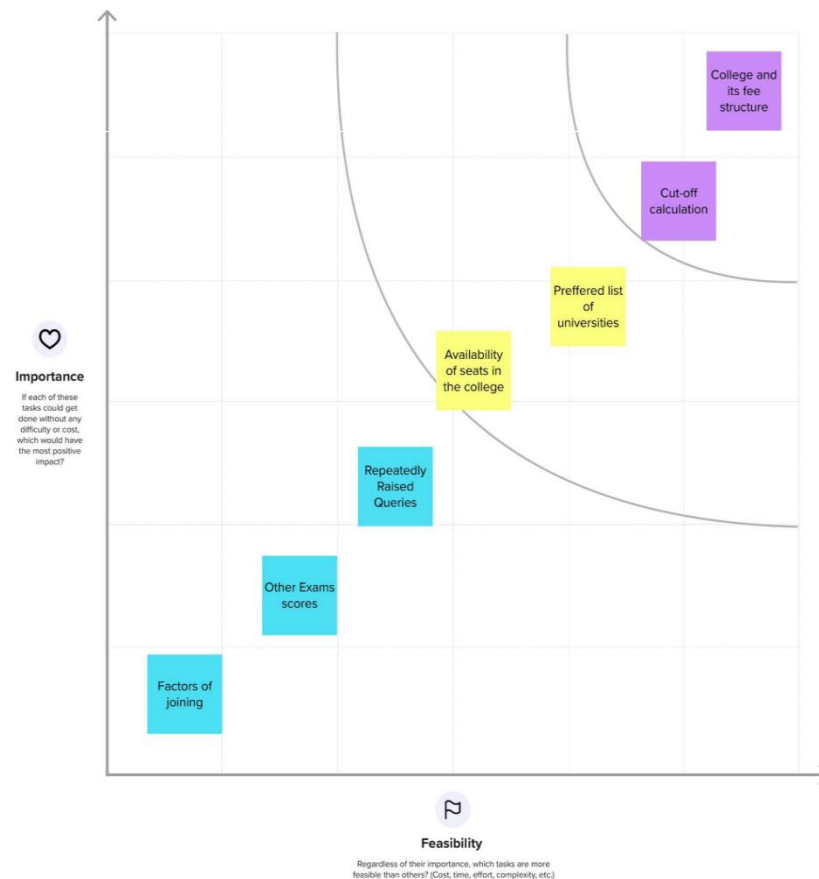 College and
its fee
structure
Cut-off
calculation
Preffered list
of
universities
Availability
of seats in
the college
Repeatedly
Raised
Queries
Other Exams
scores
Factors of
joining
Importance
If each of these
tasks could get
done without any
difficulty or cost,
which would have
the most positive
impact?
Feasibility
Regardless of their importance, which tasks are more
feasible than others? (Cost, time, effort, complexity, etc.)